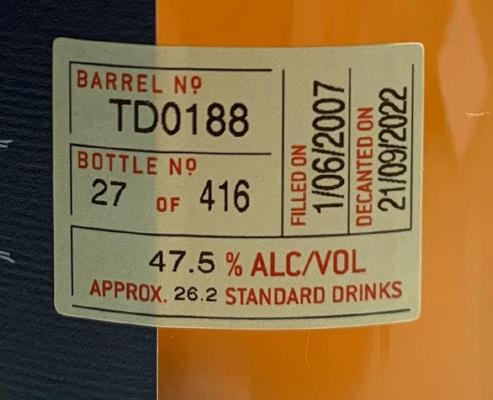 BARREL Nº
TD0188
BOTTLE Nº
27 OF 416
FILLED ON
1/06/2007
DECANTED ON
21/09/2022
47.5 % ALC/VOL
APPROX. 26.2 STANDARD DRINKS